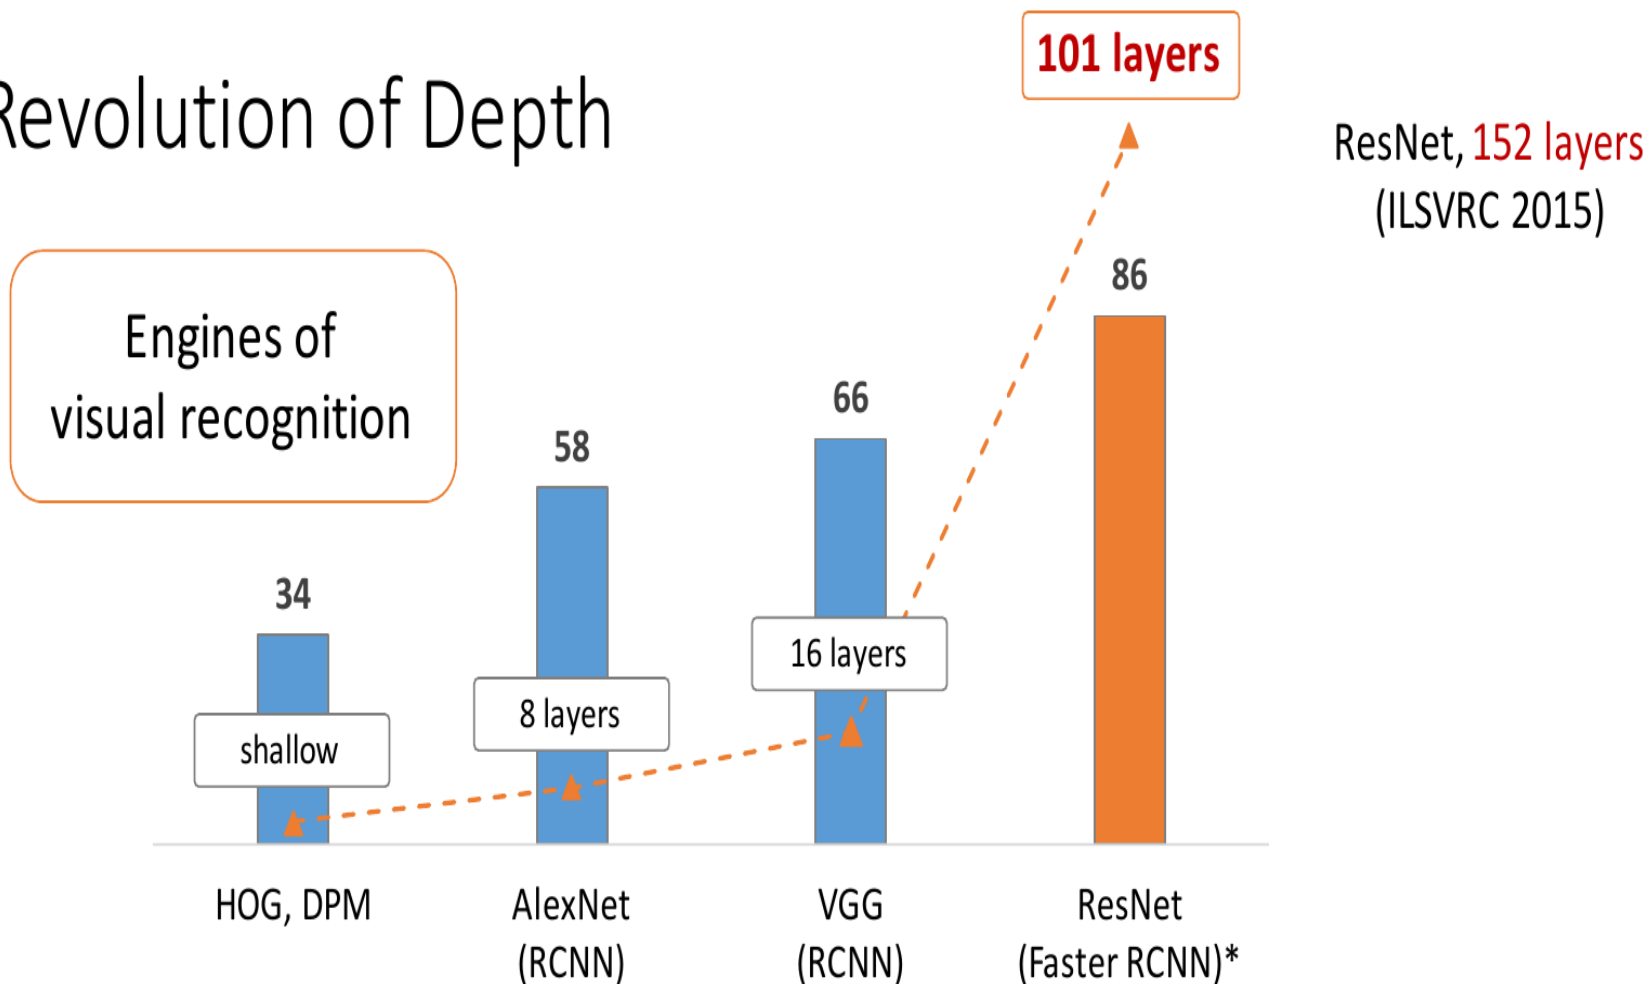 Revolution of Depth
101 layers
ResNet, 152 layers
(ILSVRC 2015)
Engines of
visual recognition
34
58
66
86
shallow
8 layers
16 layers
HOG, DPM
AlexNet
(RCNN)
VGG
(RCNN)
ResNet
(Faster RCNN)*